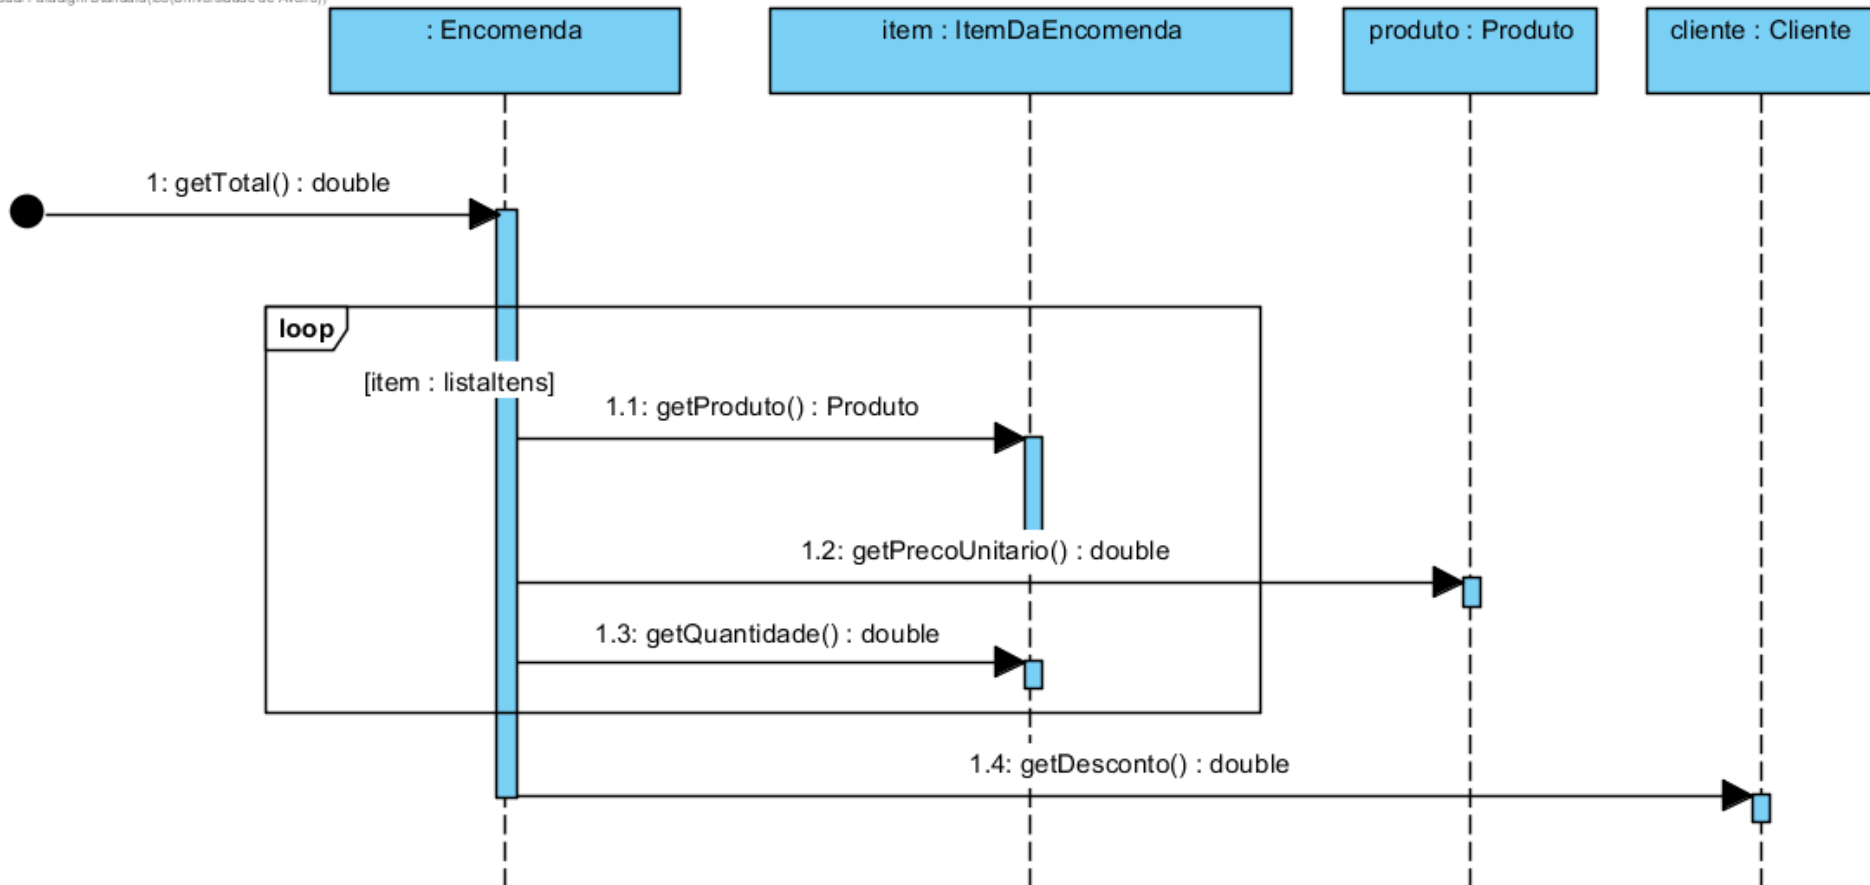 : Encomenda
item : ItemDaEncomenda
produto : Produto
cliente : Cliente
1: getTotal() : double
loop
[item : listaItens]
1.1: getProduto() : Produto
1.2: getPrecoUnitario() : double
1.3: getQuantidade() : double
1.4: getDesconto() : double